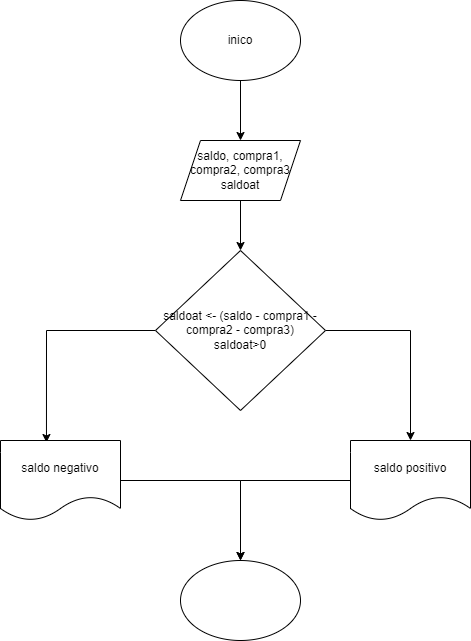 inico
saldo, compra1,
compra2, compra3
saldoat
saldoat <- (saldo - compra1 -
compra2 - compra3)
saldoat>0
saldo negativo
saldo positivo